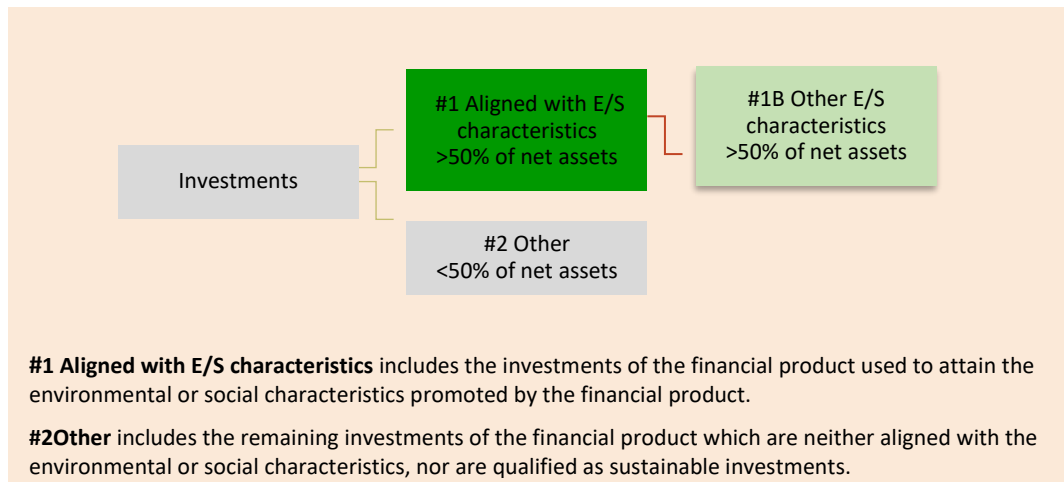 #1 Aligned with E/S
characteristics
>50% of net assets
#1B Other E/S
characteristics
>50% of net assets
Investments
#2 Other
<50% of net assets
#1 Aligned with E/S characteristics includes the investments of the financial product used to attain the
environmental or social characteristics promoted by the financial product.
#2Other includes the remaining investments of the financial product which are neither aligned with the
environmental or social characteristics, nor are qualified as sustainable investments.